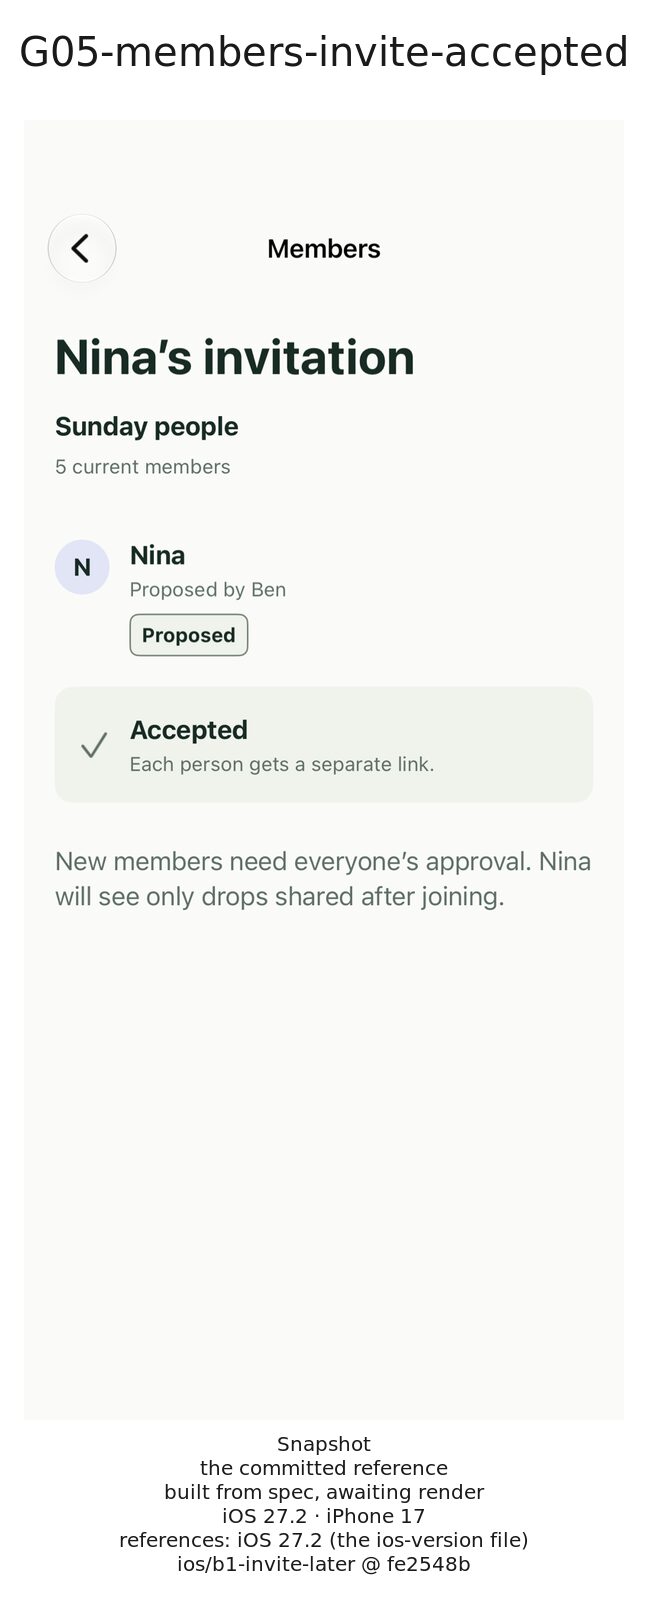 G05-members-invite-accepted
Members
Nina’s invitation
Sunday people
5 current members
N
Nina
Proposed by Ben
Proposed
Accepted
Each person gets a separate link.
New members need everyone’s approval. Nina
will see only drops shared after joining.
Snapshot
the committed reference
built from spec, awaiting render
iOS 27.2 · iPhone 17
references: iOS 27.2 (the ios-version file)
ios/b1-invite-later @ fe2548b